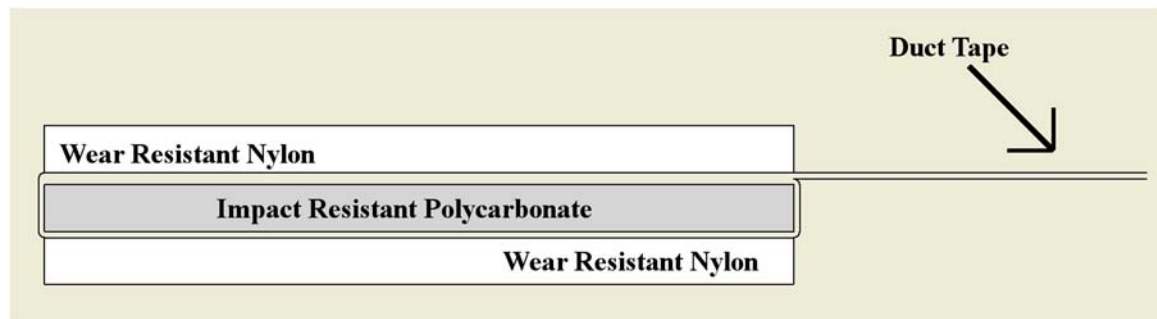 Duct Tape
Wear Resistant Nylon
Impact Resistant Polycarbonate
Wear Resistant Nylon